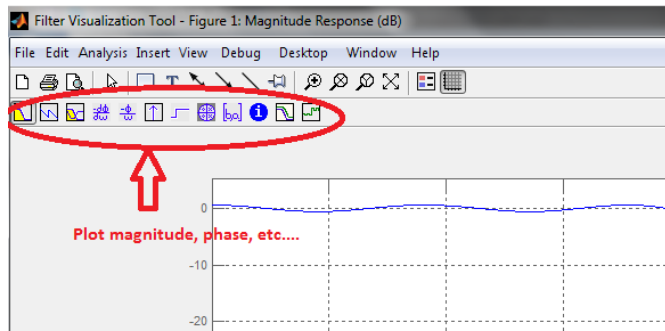 Filter Visualization Tool - Figure 1: Magnitude Response (dB)
File Edit Analysis Insert View Debug Desktop Window Help
Plot magnitude, phase, etc....
0
-10
-20